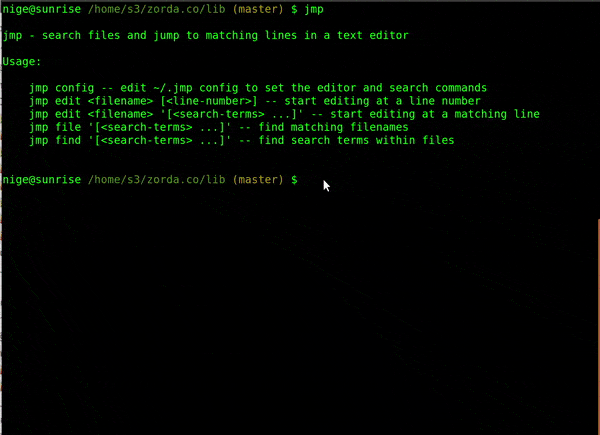 nige@sunrise /home/s3/zorda.co/lib (master) $ jmp
jmp - search files and jump to matching lines in a text editor
Usage:
jmp config -- edit ~/.jmp config to set the editor and search commands
jmp edit <filename> [<line-number>] -- start editing at a line number
jmp edit <filename> '[<search-terms> ...]' -- start editing at a matching line
jmp file '[<search-terms> ...]' -- find matching filenames
jmp find '[<search-terms> ...]' -- find search terms within files
nige@sunrise /home/s3/zorda.co/lib (master) $